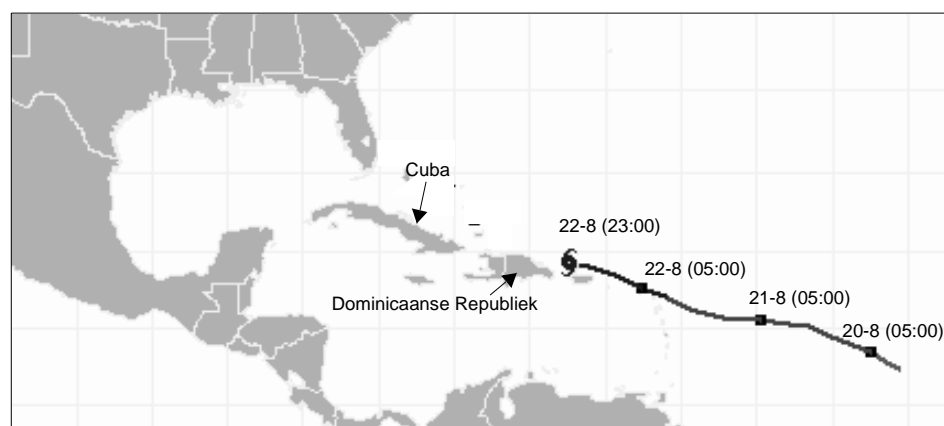 Cuba
22-8 (23:00)
22-8 (05:00)
Dominicaanse Republiek
21-8 (05:00)
20-8 (05:00)